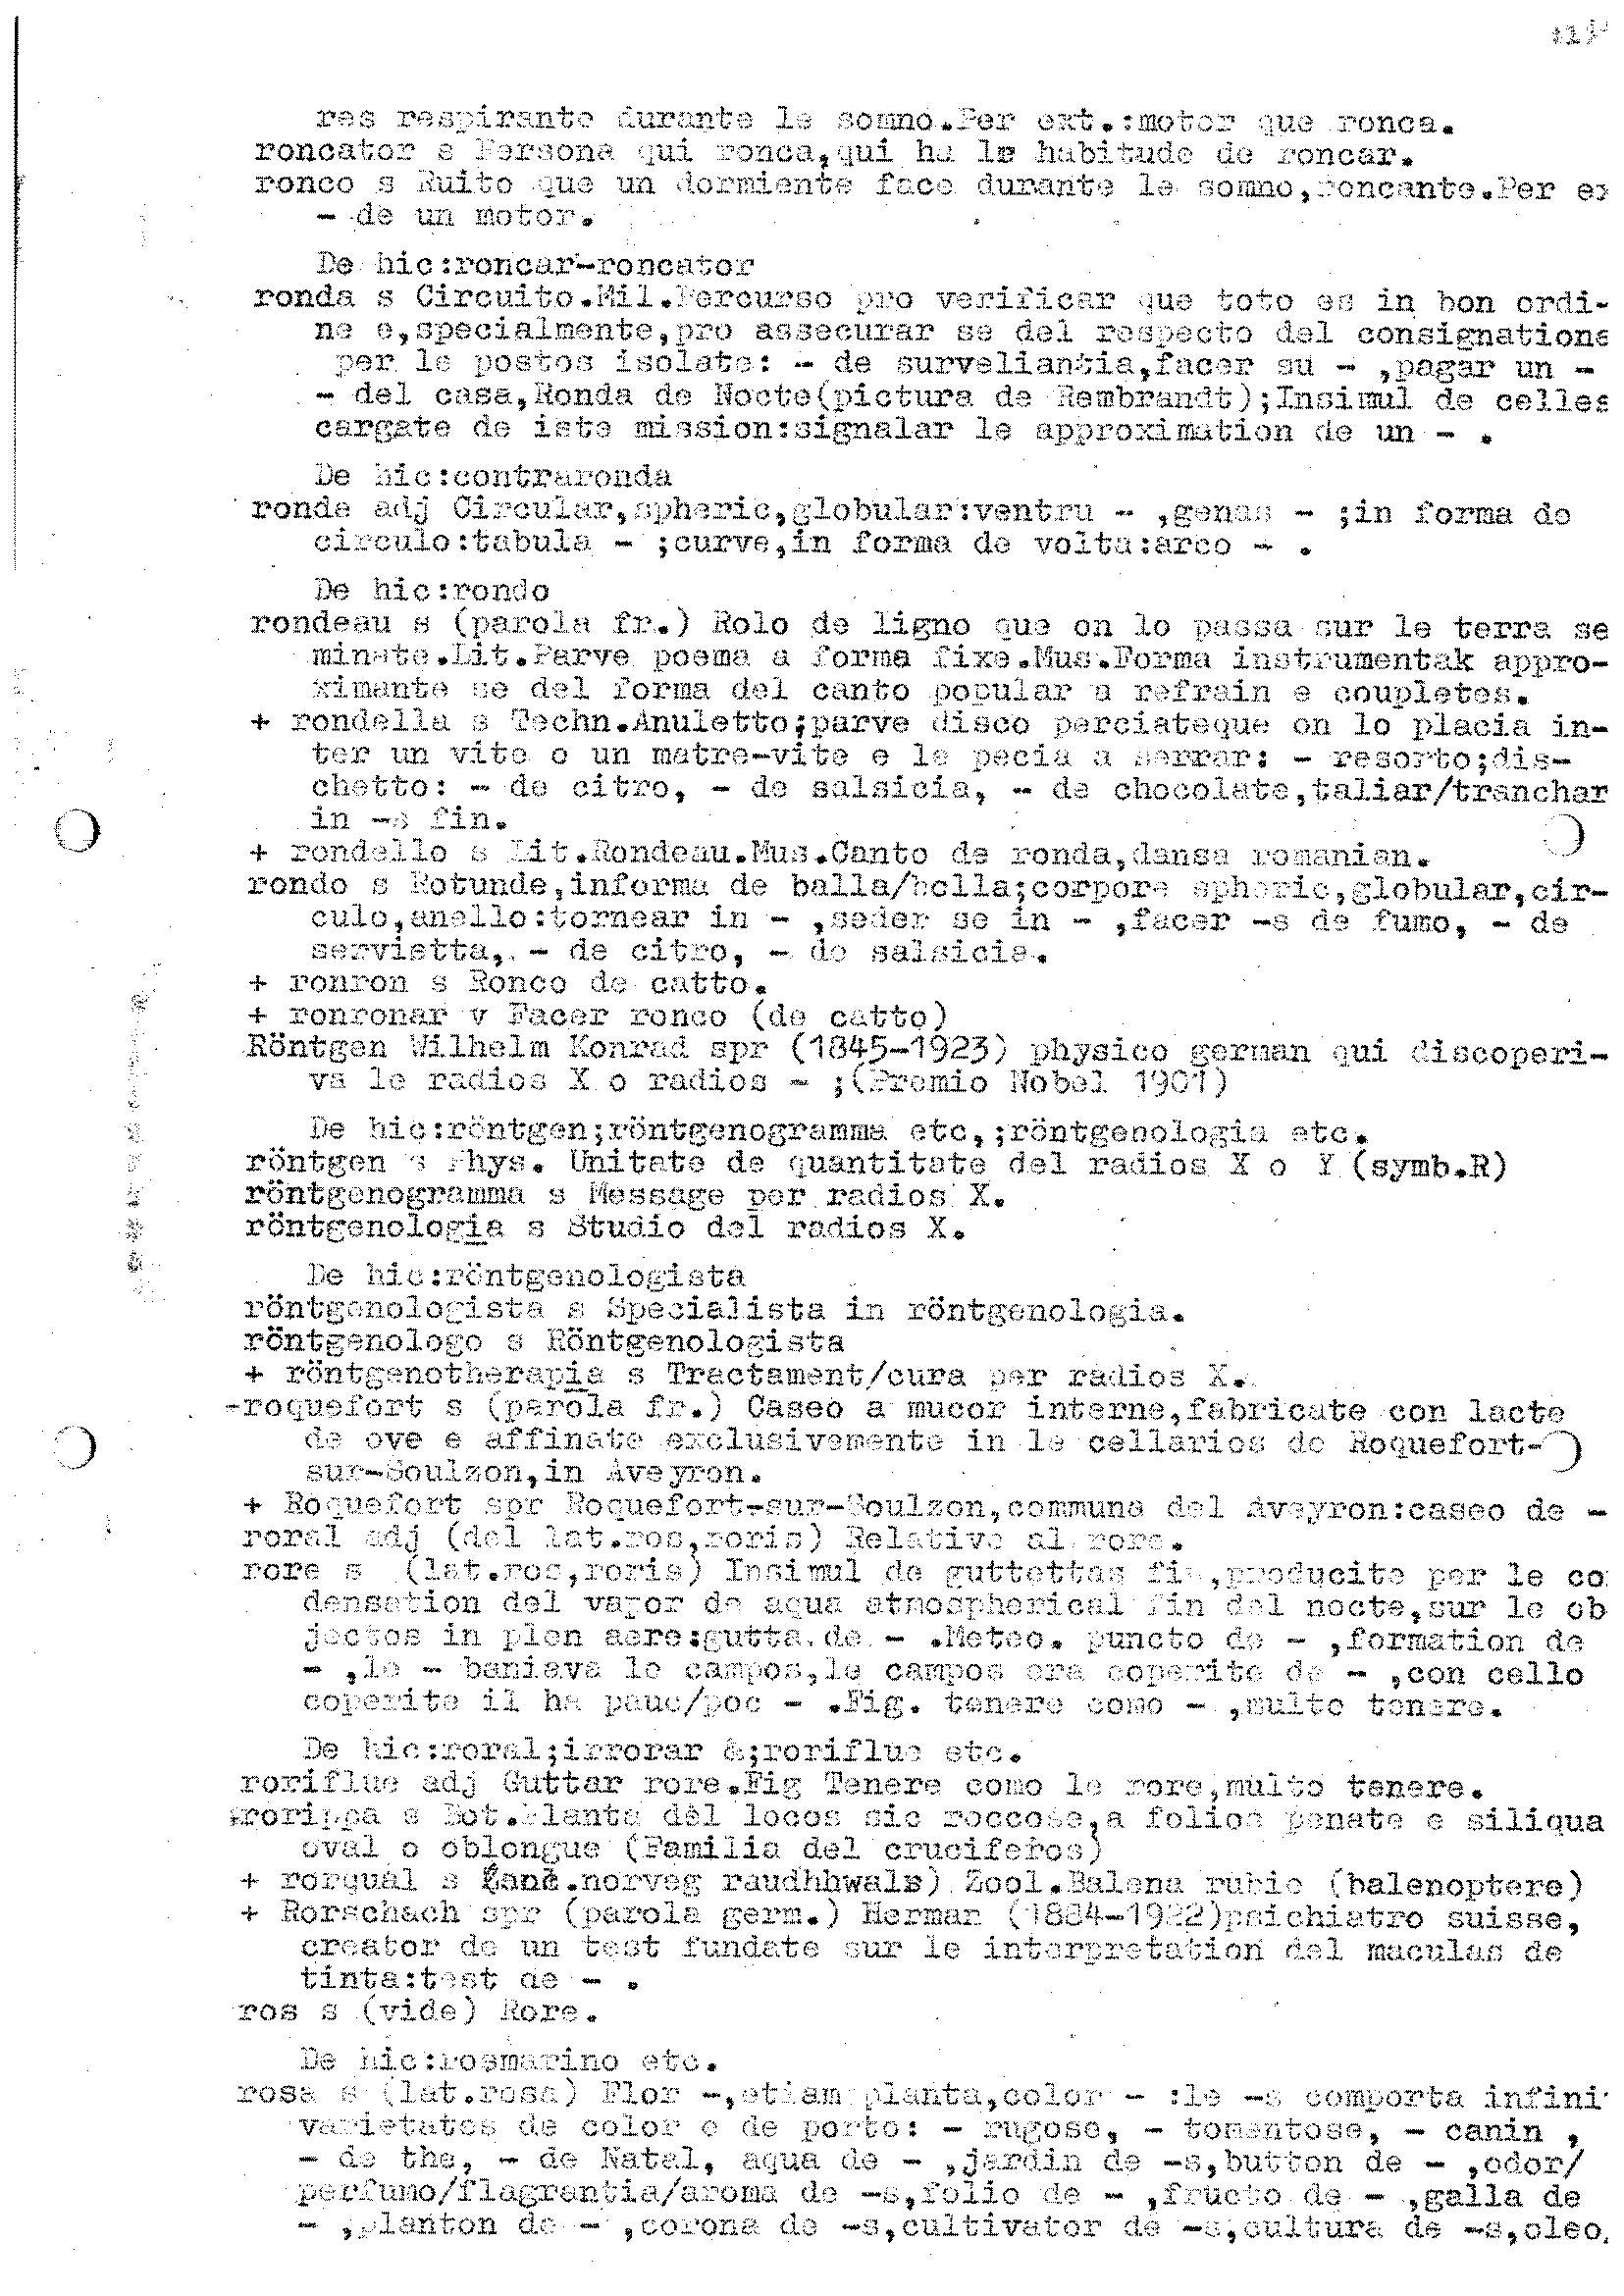 res respirante durante le somno.Per ext.:motor que ronca.
roncator s Persona qui ronca,qui ha le habitude de roncar.
ronco s Ruito que un dormiente face durante le somno,roncante.Per ex
- de un motor.
De hic:roncar-roncator
ronda s Circuito.Mil.Percurso pro verificar que toto es in bon ordi-
ne e,specialmente,pro assecurar se del respecto del consignations
per le postos isolate: - de surveliantia,facer su - ,pagar un -
- del casa,Ronda de Nocte(pictura de Rembrandt);Insimul de celles
cargate de iste mission:signalar le approximation de un - .
De hic:contraronda
ronde adj Circular,spheric,globular:ventru - ,genas - ;in forma de
circulo:tabula - ;curve,in forma de volta:arco - .
De hic:rondo
rondeau s (parola fr.) Rolo de ligno que on lo passa sur le terra se
minate.Lit.Parve poema a forma fixe.Mus.Forma instrumentak appro-
ximante se del forma del canto popular a refrain e coupletes.
+ rondella s Techn.Anuletto;parve disco perciateque on lo placia in-
ter un vite o un matre-vite e le pecia a serrar: - resorto;dis-
chetto: - de citro, - de salsicia, - de chocolate,taliar/tranchar
in -s fin.
+ rondello s Lit.Rondeau.Mus.Canto de ronda,dansa romanian.
rondo s Rotunde,informa de balla/bolla;corpore spheric,globular,cir-
culo,anello:tornear in - ,seder se in - ,facer -s de fumo, - de
servietta, - de citro, - de salsicia.
+ ronron s Ronco de catto.
+ ronronar v Facer ronco (de catto)
Röntgen Wilhelm Konrad spr (1845-1923) physico german qui discoperi-
va le radios X o radios - ;(Premio Nobel 1901)
De hic:röntgen;röntgenogramma etc,;röntgenologia etc.
röntgen s Phys. Unitate de quantitate del radios X o Y (symb.R)
röntgenogramma s Message per radios X.
röntgenologia s Studio del radios X.
De hic:röntgenologista
röntgenologista s Specialista in röntgenologia.
röntgenologo s Röntgenologista
+ röntgenotherapia s Tractament/cura per radios X.
-roquefort s (parola fr.) Caseo a mucor interne,fabricate con lacte
de ove e affinate exclusivemente in le cellarios de Roquefort-
sur-Soulzon,in Aveyron.
+ Roquefort spr Roquefort-sur-Soulzon,communa del Aveyron:caseo de -
roral adj (del lat.ros,roris) Relative al rore.
rore s (lat.ros,roris) Insimul de guttettas fin,producite per le con
densation del vapor de aqua atmospherical fin del nocte,sur le ob
jectos in plen aere:gutta de - .Meteo. puncto de - ,formation de
- ,le - baniava le campos,le campos era coperite de - ,con cello
coperite il ha pauc/poc - .Fig. tenere como - ,multo tenere.
De hic:roral;irrorar &;roriflue etc.
roriflue adj Guttar rore.Fig Tenere como le rore,multo tenere.
+rorippa s Bot.Planta del locos sic roccose,a folios penate e siliqua
oval o oblongue (Familia del cruciferos)
+ rorqual s (anc.norveg raudhhwals) Zool.Balena rubie (balenoptere)
+ Rorschach spr (parola germ.) Herman (1884-1922)psichiatro suisse,
creator de un test fundate sur le interpretation del maculas de
tinta:test de - .
ros s (vide) Rore.
De hic:rosmarino etc.
rosa s (lat.rosa) Flor -,etiam planta,color - :le -s comporta infini
varietates de color e de porto: - rugose, - tomentose, - canin ,
- de the, - de Natal, aqua de - ,jardin de -s,button de - ,odor/
perfumo/flagrantia/aroma de -s,folio de - ,fructo de - ,galla de
- ,planton de - ,corona de -s,cultivator de -s,cultura de -s,oleo